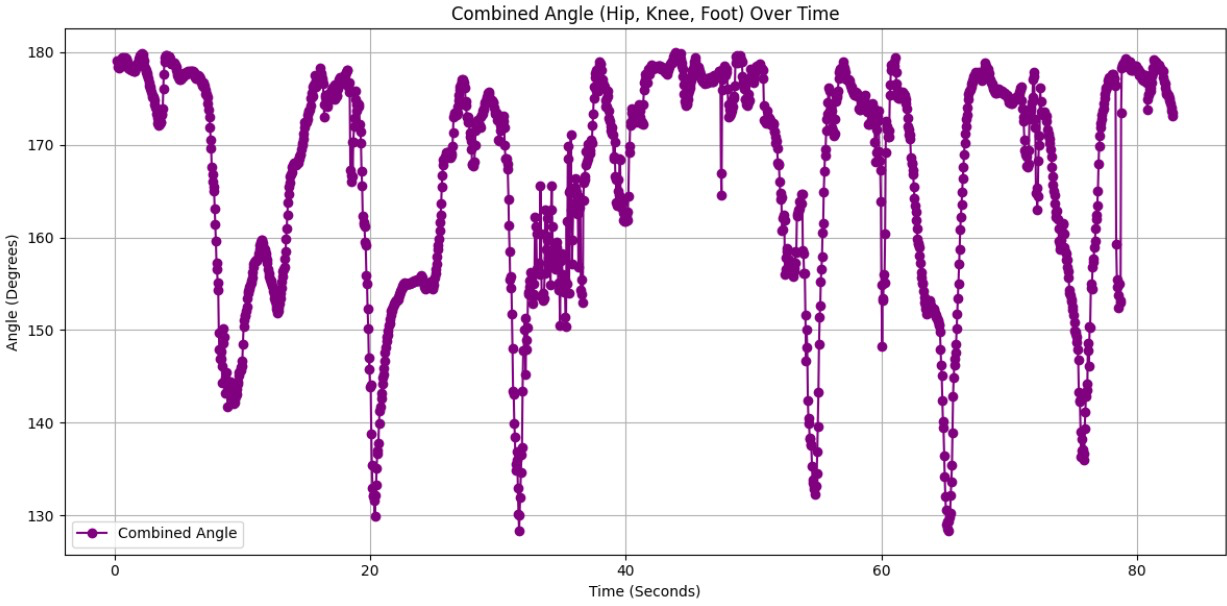 Combined Angle (Hip, Knee, Foot) Over Time
180
170
160
150
140
130
Angle (Degrees)
Combined Angle
0 20 40 60 80
Time (Seconds)